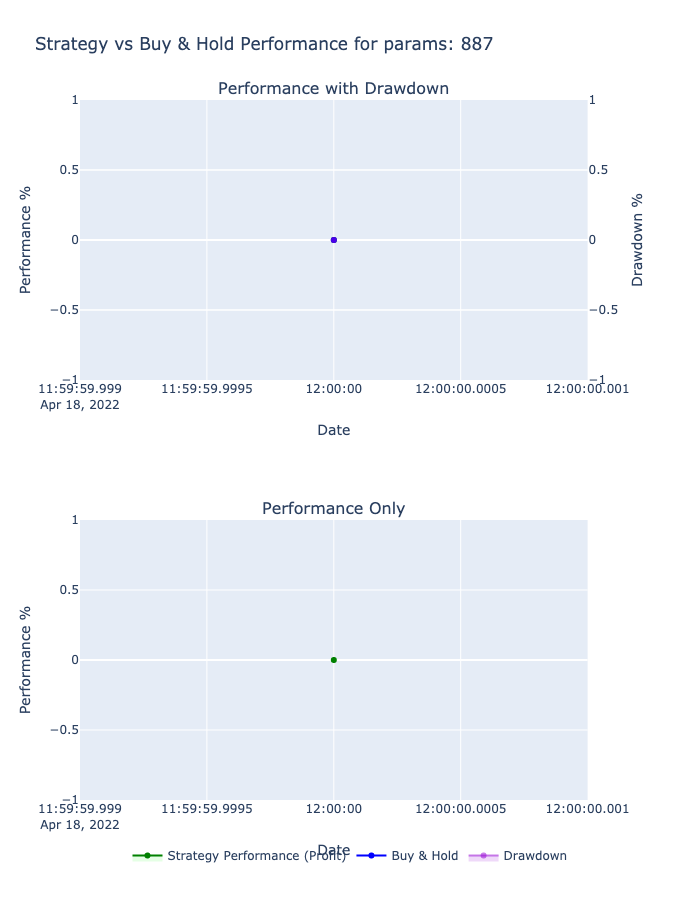 Strategy vs Buy & Hold Performance for params: 887
Performance with Drawdown
1
0.5
0
−0.5
−1
Performance %
1
0.5
0
−0.5
−1
Drawdown %
11:59:59.999
Apr 18, 2022
11:59:59.9995
12:00:00
12:00:00.0005
12:00:00.001
Date
Performance Only
1
0.5
0
−0.5
−1
Performance %
11:59:59.999
Apr 18, 2022
11:59:59.9995
12:00:00
12:00:00.0005
12:00:00.001
Date
Strategy Performance (Profit)
Buy & Hold
Drawdown